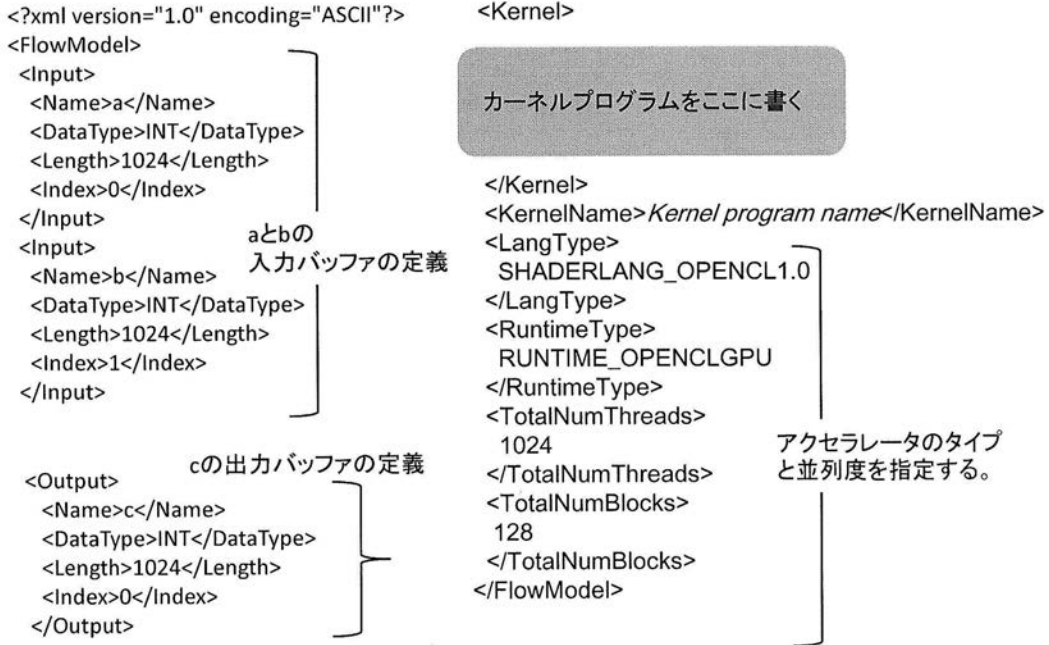 <?xml version="1.0" encoding="ASCII"?>
<FlowModel>
<Input>
<Name>a</Name>
<DataType>INT</DataType>
<Length>1024</Length>
<Index>0</Index>
</Input>
<Input>
<Name>b</Name>
<DataType>INT</DataType>
<Length>1024</Length>
<Index>1</Index>
</Input>
aとbの
入力バッファの定義
cの出力バッファの定義
<Output>
<Name>c</Name>
<DataType>INT</DataType>
<Length>1024</Length>
<Index>0</Index>
</Output>
<Kernel>
カーネルプログラムをここに書く
</Kernel>
<KernelName>Kernel program name</KernelName>
<LangType>
SHADERLANG_OPENCL1.0
</LangType>
<RuntimeType>
RUNTIME_OPENCLGPU
</RuntimeType>
<TotalNumThreads>
1024
</TotalNumThreads>
<TotalNumBlocks>
128
</TotalNumBlocks>
</FlowModel>
アクセラレータのタイプ
と並列度を指定する。